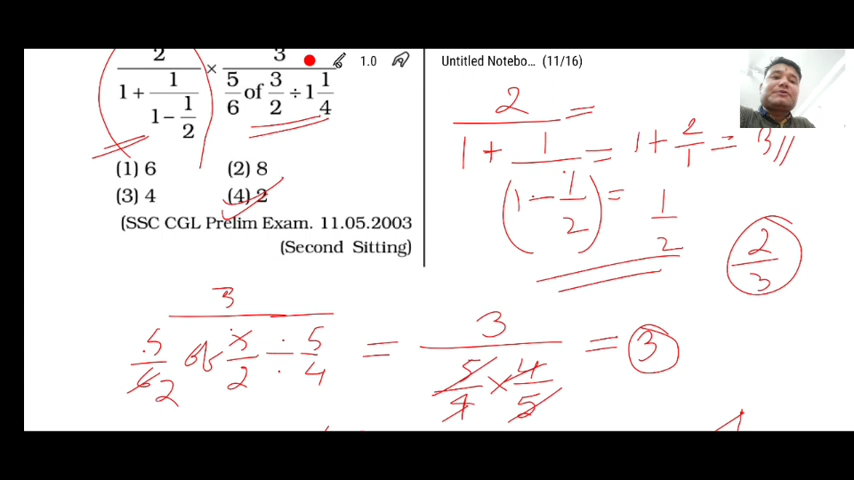 2 / (1 + 1/(1 − 1/2)) × 3 / (5/6 of 3/2 ÷ 1 1/4)
(1) 6 (2) 8
(3) 4 (4) 2
(SSC CGL Prelim Exam. 11.05.2003
(Second Sitting)
1.0
Untitled Notebo... (11/16)
2 =
1 + 1 = 1 + 2/1 = 3//
(1 − 1/2) = 1/2
2/3
3 / (5/6 2 of 3/2 ÷ 5/4) = 3 / (5/4 × 4/5) = 3